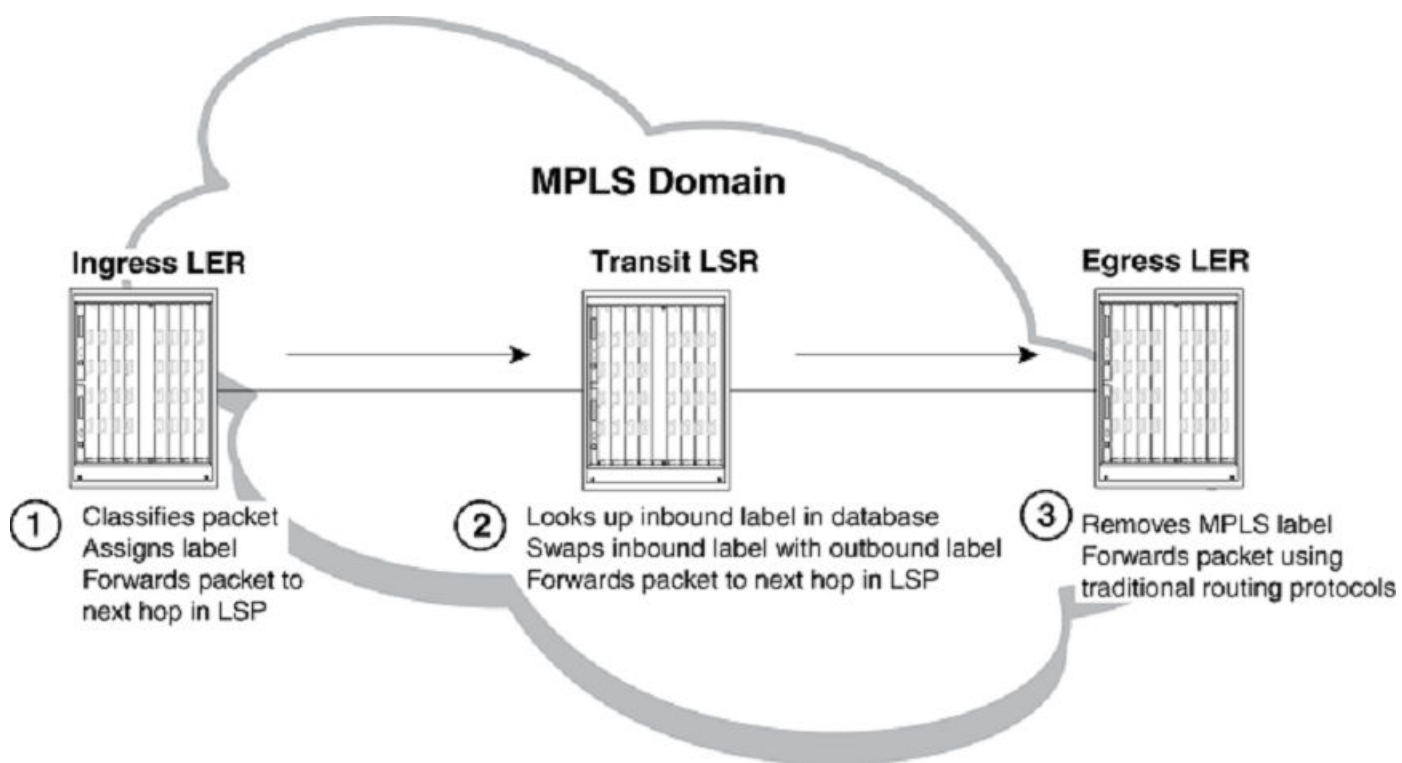 MPLS Domain
Ingress LER
Transit LSR
Egress LER
1
Classifies packet
Assigns label
Forwards packet to
next hop in LSP
2
Looks up inbound label in database
Swaps inbound label with outbound label
Forwards packet to next hop in LSP
3
Removes MPLS label
Forwards packet using
traditional routing protocols